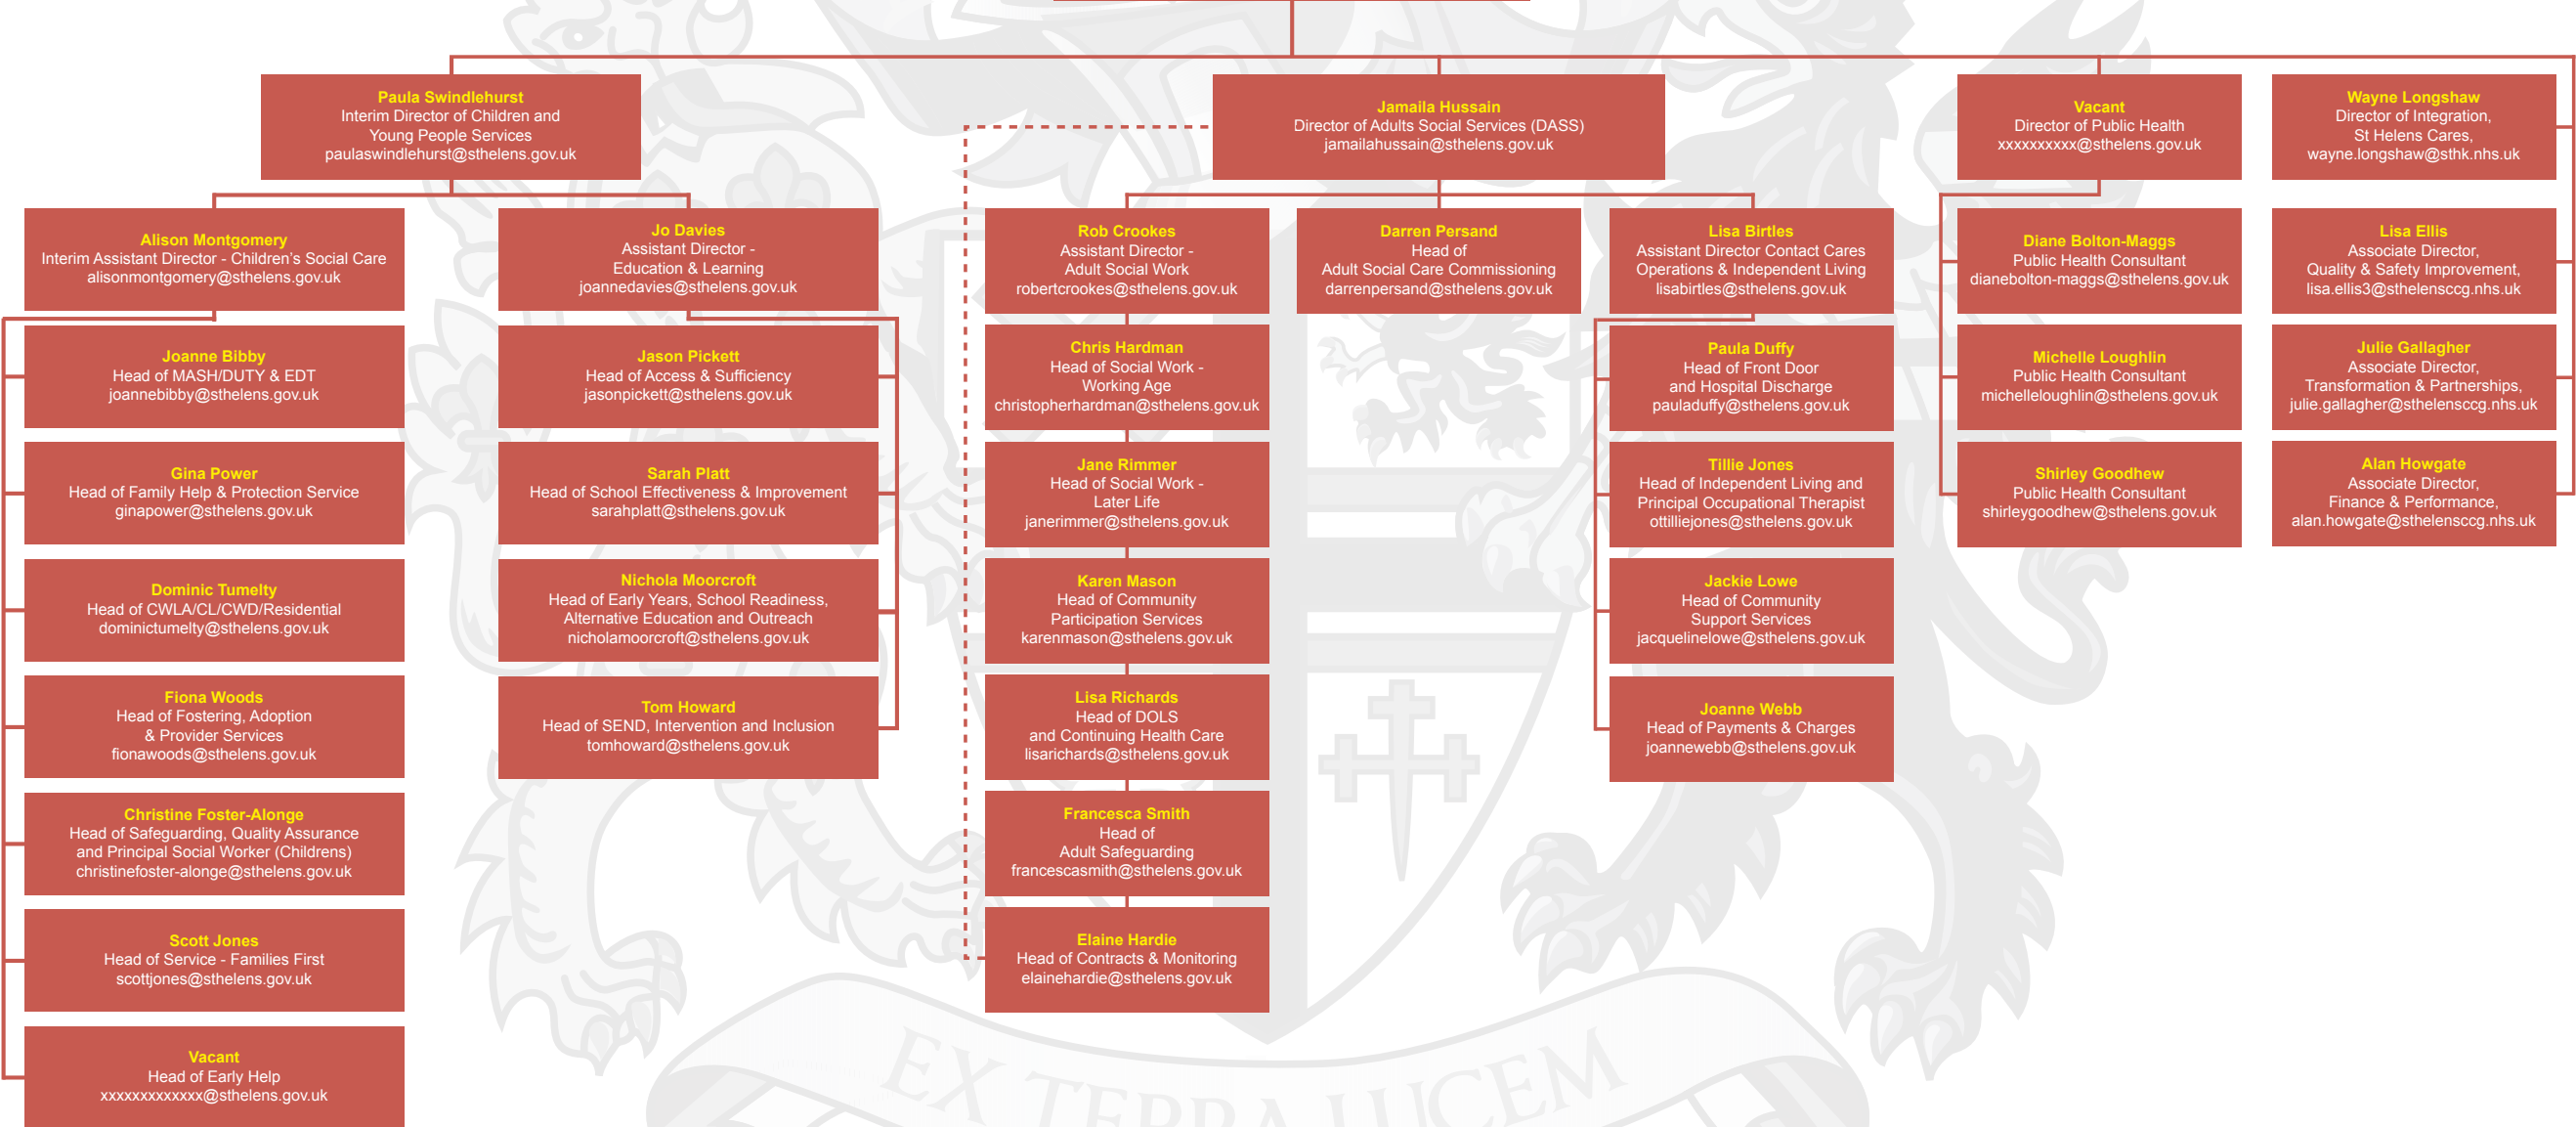 Paula Swindlehurst
Interim Director of Children and
Young People Services
paulaswindlehurst@sthelens.gov.uk
Jamaila Hussain
Director of Adults Social Services (DASS)
jamailahussain@sthelens.gov.uk
Vacant
Director of Public Health
xxxxxxxxxx@sthelens.gov.uk
Wayne Longshaw
Director of Integration,
St Helens Cares,
wayne.longshaw@sthk.nhs.uk
Alison Montgomery
Interim Assistant Director - Children's Social Care
alisonmontgomery@sthelens.gov.uk
Joanne Bibby
Head of MASH/DUTY & EDT
joannebibby@sthelens.gov.uk
Gina Power
Head of Family Help & Protection Service
ginapower@sthelens.gov.uk
Dominic Tumelty
Head of CWLA/CL/CWD/Residential
dominictumelty@sthelens.gov.uk
Fiona Woods
Head of Fostering, Adoption
& Provider Services
fionawoods@sthelens.gov.uk
Christine Foster-Alonge
Head of Safeguarding, Quality Assurance
and Principal Social Worker (Childrens)
christinefoster-alonge@sthelens.gov.uk
Scott Jones
Head of Service - Families First
scottjones@sthelens.gov.uk
Vacant
Head of Early Help
xxxxxxxxxxxxx@sthelens.gov.uk
Jo Davies
Assistant Director -
Education & Learning
joannedavies@sthelens.gov.uk
Jason Pickett
Head of Access & Sufficiency
jasonpickett@sthelens.gov.uk
Sarah Platt
Head of School Effectiveness & Improvement
sarahplatt@sthelens.gov.uk
Nichola Moorcroft
Head of Early Years, School Readiness,
Alternative Education and Outreach
nicholamoorcroft@sthelens.gov.uk
Tom Howard
Head of SEND, Intervention and Inclusion
tomhoward@sthelens.gov.uk
Rob Crookes
Assistant Director -
Adult Social Work
robertcrookes@sthelens.gov.uk
Chris Hardman
Head of Social Work -
Working Age
christopherhardman@sthelens.gov.uk
Jane Rimmer
Head of Social Work -
Later Life
janerimmer@sthelens.gov.uk
Karen Mason
Head of Community
Participation Services
karenmason@sthelens.gov.uk
Lisa Richards
Head of DOLS
and Continuing Health Care
lisarichards@sthelens.gov.uk
Francesca Smith
Head of
Adult Safeguarding
francescasmith@sthelens.gov.uk
Elaine Hardie
Head of Contracts & Monitoring
elainehardie@sthelens.gov.uk
Darren Persand
Head of
Adult Social Care Commissioning
darrenpersand@sthelens.gov.uk
Lisa Birtles
Assistant Director Contact Cares
Operations & Independent Living
lisabirtles@sthelens.gov.uk
Paula Duffy
Head of Front Door
and Hospital Discharge
pauladuffy@sthelens.gov.uk
Tillie Jones
Head of Independent Living and
Principal Occupational Therapist
ottilliejones@sthelens.gov.uk
Jackie Lowe
Head of Community
Support Services
jacquelinelowe@sthelens.gov.uk
Joanne Webb
Head of Payments & Charges
joannewebb@sthelens.gov.uk
Diane Bolton-Maggs
Public Health Consultant
dianebolton-maggs@sthelens.gov.uk
Michelle Loughlin
Public Health Consultant
michelleloughlin@sthelens.gov.uk
Shirley Goodhew
Public Health Consultant
shirleygoodhew@sthelens.gov.uk
Lisa Ellis
Associate Director,
Quality & Safety Improvement,
lisa.ellis3@sthelensccg.nhs.uk
Julie Gallagher
Associate Director,
Transformation & Partnerships,
julie.gallagher@sthelensccg.nhs.uk
Alan Howgate
Associate Director,
Finance & Performance,
alan.howgate@sthelensccg.nhs.uk
EX TERRA LUCEM